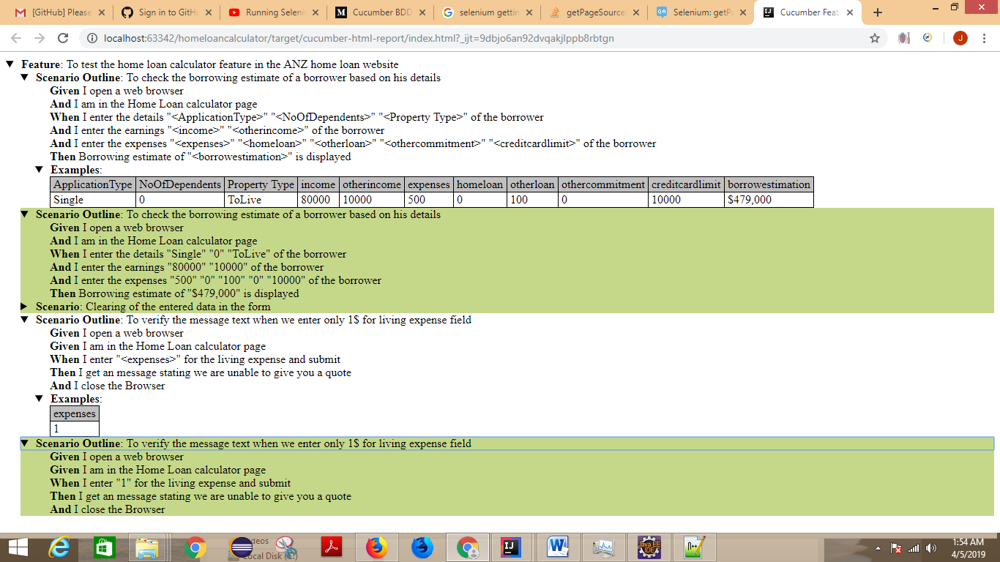 [GitHub] Please
Sign in to GitHu
Running Seleni
Cucumber BDD
selenium gettin
getPageSource
Selenium: getP
Cucumber Feat
localhost:63342/homeloancalculator/target/cucumber-html-report/index.html?_ijt=9dbjo6an92dvqakjlppb8rbtgn
Feature: To test the home loan calculator feature in the ANZ home loan website
Scenario Outline: To check the borrowing estimate of a borrower based on his details
Given I open a web browser
And I am in the Home Loan calculator page
When I enter the details "<ApplicationType>" "<NoOfDependents>" "<Property Type>" of the borrower
And I enter the earnings "<income>" "<otherincome>" of the borrower
And I enter the expenses "<expenses>" "<homeloan>" "<otherloan>" "<othercommitment>" "<creditcardlimit>" of the borrower
Then Borrowing estimate of "<borrowestimation>" is displayed
Examples:
ApplicationType NoOfDependents Property Type income otherincome expenses homeloan otherloan othercommitment creditcardlimit borrowestimation
Single 0 ToLive 80000 10000 500 0 100 0 10000 $479,000
Scenario Outline: To check the borrowing estimate of a borrower based on his details
Given I open a web browser
And I am in the Home Loan calculator page
When I enter the details "Single" "0" "ToLive" of the borrower
And I enter the earnings "80000" "10000" of the borrower
And I enter the expenses "500" "0" "100" "0" "10000" of the borrower
Then Borrowing estimate of "$479,000" is displayed
Scenario: Clearing of the entered data in the form
Scenario Outline: To verify the message text when we enter only 1$ for living expense field
Given I open a web browser
Given I am in the Home Loan calculator page
When I enter "<expenses>" for the living expense and submit
Then I get an message stating we are unable to give you a quote
And I close the Browser
Examples:
expenses
1
Scenario Outline: To verify the message text when we enter only 1$ for living expense field
Given I open a web browser
Given I am in the Home Loan calculator page
When I enter "1" for the living expense and submit
Then I get an message stating we are unable to give you a quote
And I close the Browser
Local Disk
Java EE
IDE
1:54 AM
4/5/2019